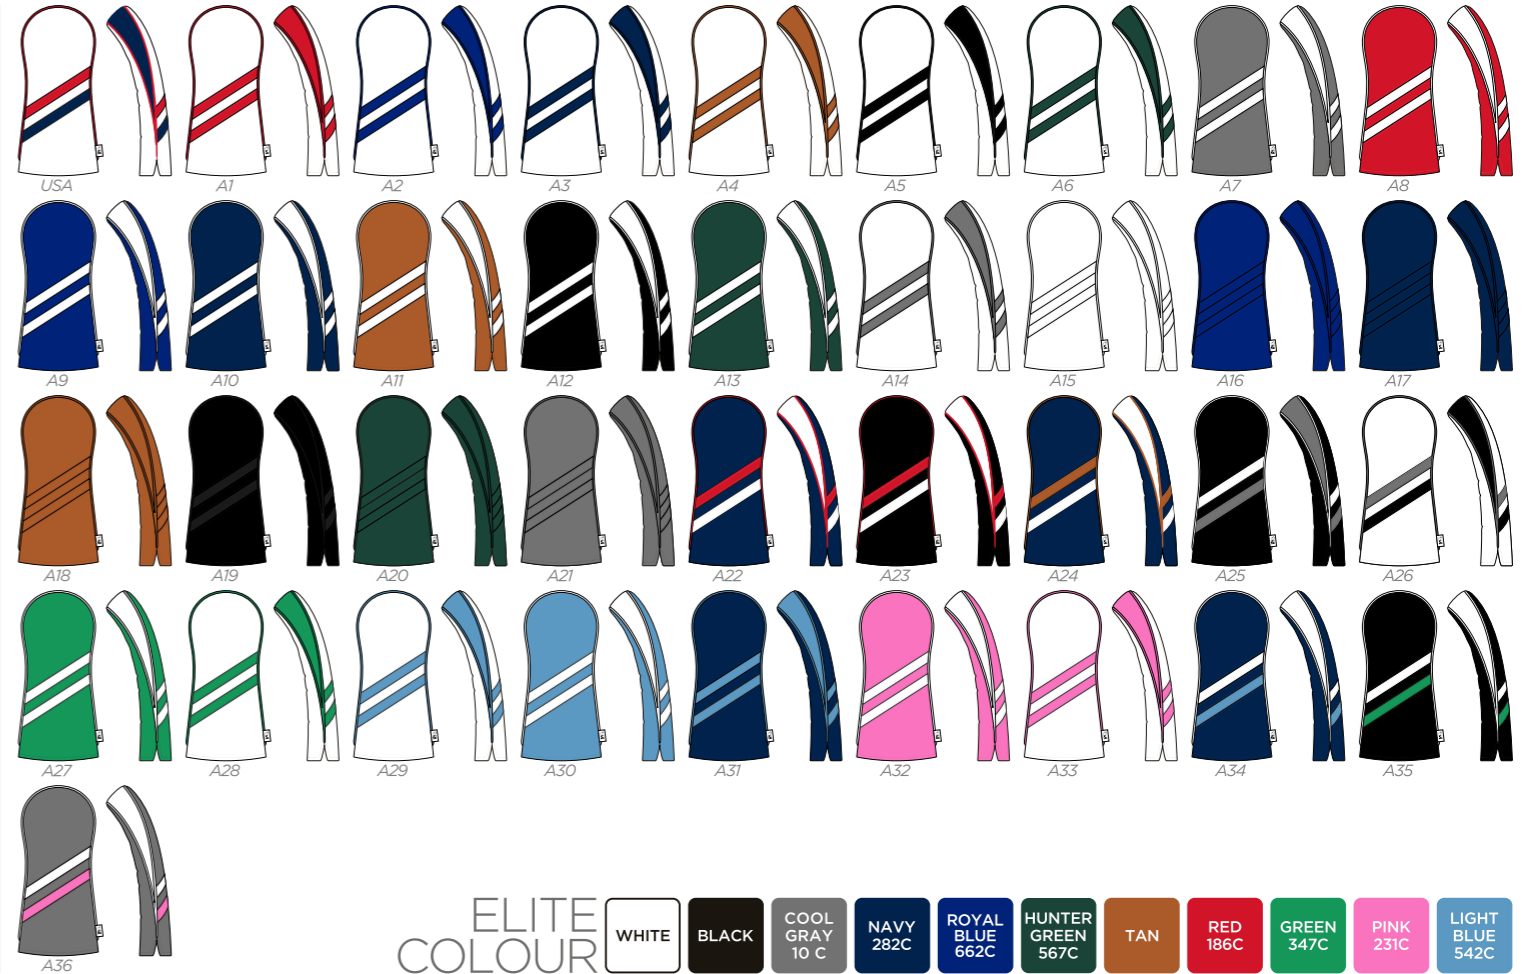 USA A1 A2 A3 A4 A5 A6 A7 A8
A9 A10 A11 A12 A13 A14 A15 A16 A17
A18 A19 A20 A21 A22 A23 A24 A25 A26
A27 A28 A29 A30 A31 A32 A33 A34 A35
A36
ELITE
COLOUR
WHITE
BLACK
COOL
GRAY
10 C
NAVY
282C
ROYAL
BLUE
662C
HUNTER
GREEN
567C
TAN
RED
186C
GREEN
347C
PINK
231C
LIGHT
BLUE
542C